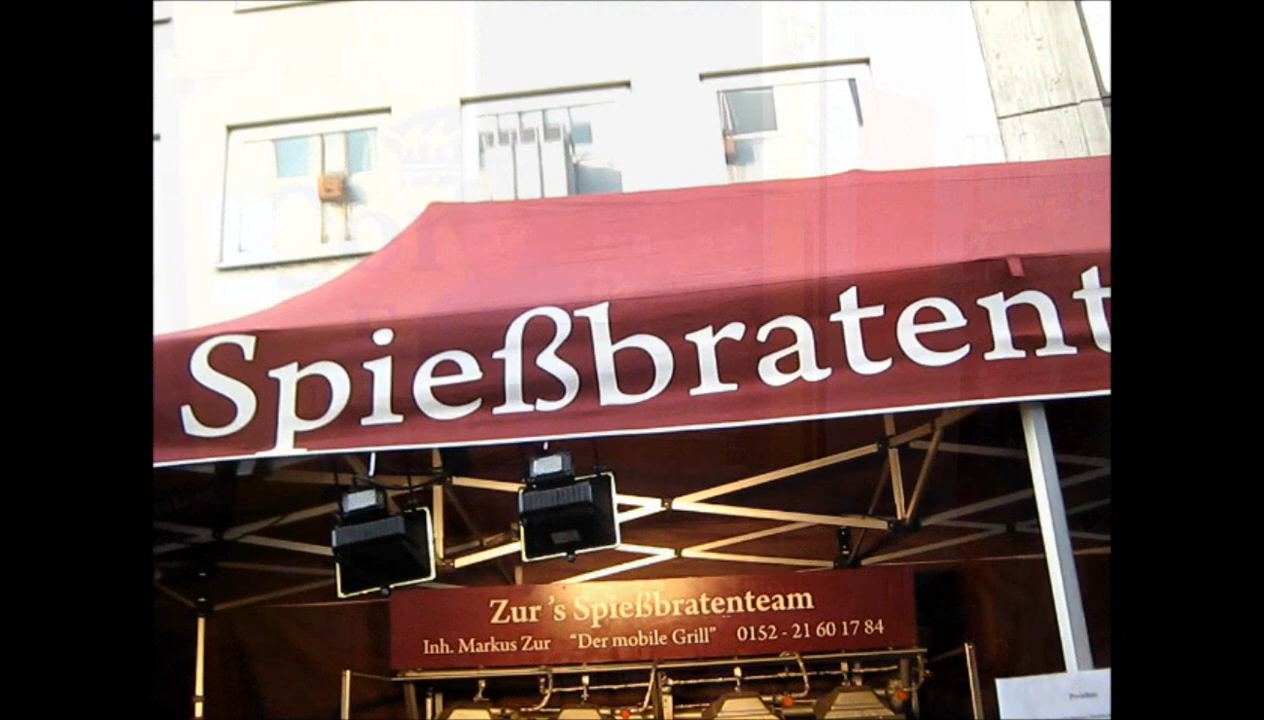 Spießbratent
Zur 's Spießbratenteam
Inh. Markus Zur "Der mobile Grill" 0152 - 21 60 17 84